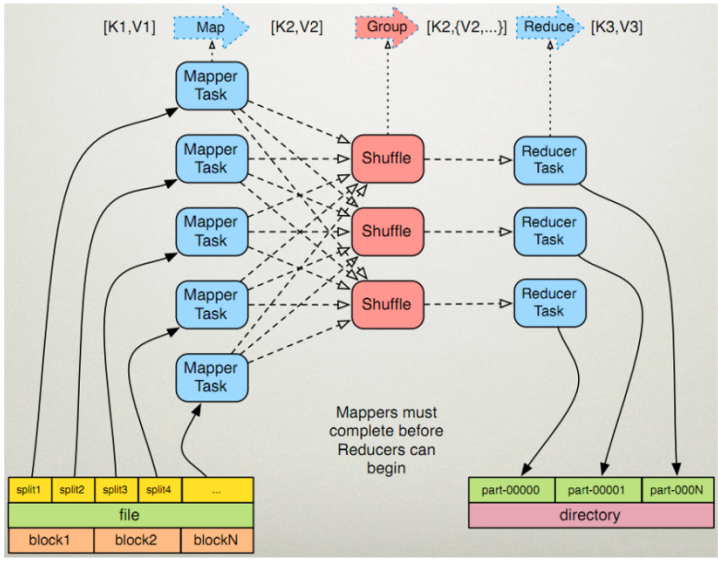 [K1,V1]
Map
[K2,V2]
Group
[K2,{V2,...}]
Reduce
[K3,V3]
Mapper
Task
Mapper
Task
Shuffle
Reducer
Task
Mapper
Task
Shuffle
Reducer
Task
Mapper
Task
Shuffle
Reducer
Task
Mapper
Task
Mappers must
complete before
Reducers can
begin
split1
split2
split3
split4
...
file
block1
block2
blockN
part-00000
part-00001
part-000N
directory